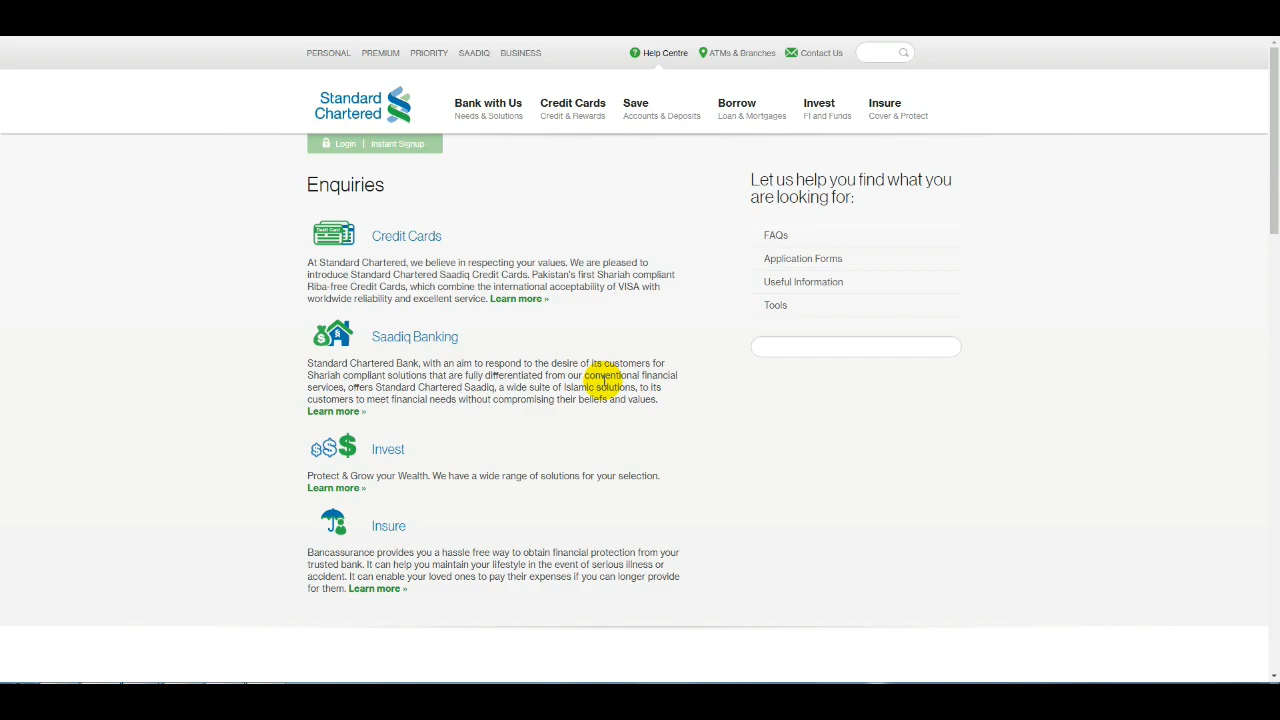 PERSONAL PREMIUM PRIORITY SAADIQ BUSINESS Help Centre ATMs & Branches Contact Us
Standard Chartered
Bank with Us Credit Cards Save Borrow Invest Insure
Needs & Solutions Credit & Rewards Accounts & Deposits Loan & Mortgages FI and Funds Cover & Protect
Login | Instant Signup
Enquiries
Credit Cards
At Standard Chartered, we believe in respecting your values. We are pleased to
introduce Standard Chartered Saadiq Credit Cards. Pakistan's first Shariah compliant
Riba-free Credit Cards, which combine the international acceptability of VISA with
worldwide reliability and excellent service. Learn more »
Saadiq Banking
Standard Chartered Bank, with an aim to respond to the desire of its customers for
Shariah compliant solutions that are fully differentiated from our conventional financial
services, offers Standard Chartered Saadiq, a wide suite of Islamic solutions, to its
customers to meet financial needs without compromising their beliefs and values.
Learn more »
Invest
Protect & Grow your Wealth. We have a wide range of solutions for your selection.
Learn more »
Insure
Bancassurance provides you a hassle free way to obtain financial protection from your
trusted bank. It can help you maintain your lifestyle in the event of serious illness or
accident. It can enable your loved ones to pay their expenses if you can longer provide
for them. Learn more »
Let us help you find what you
are looking for:
FAQs
Application Forms
Useful Information
Tools